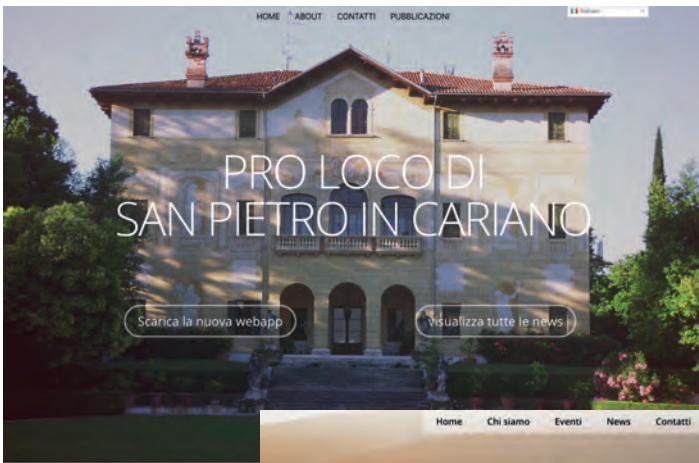 HOME ABOUT CONTATTI PUBBLICAZIONI
Italiano
PRO LOCO DI
SAN PIETRO IN CARIANO
Scarica la nuova webapp
visualizza tutte le news
Home Chi siamo Eventi News Contatti